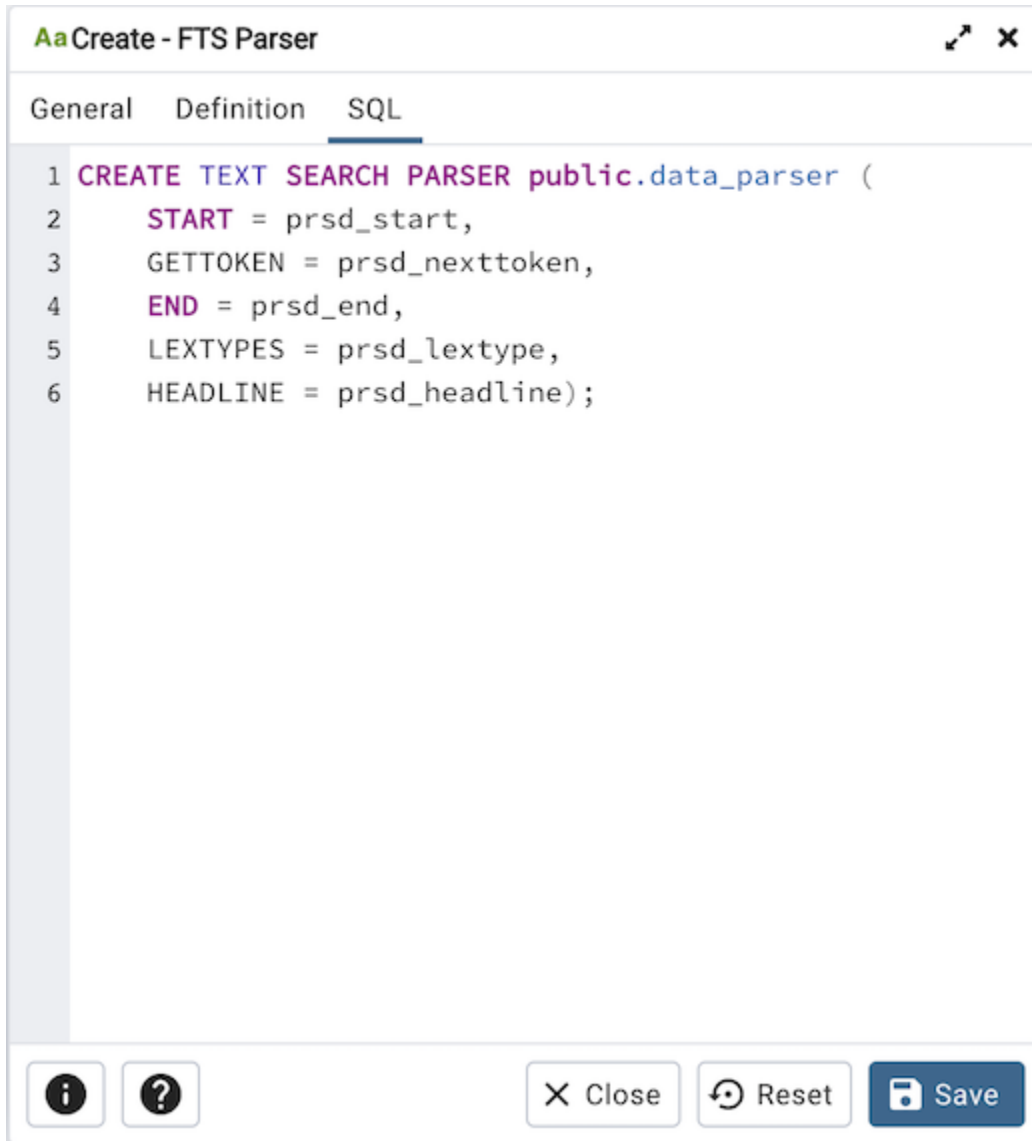 Aa Create - FTS Parser
General Definition SQL
1 CREATE TEXT SEARCH PARSER public.data_parser (
2     START = prsd_start,
3     GETTOKEN = prsd_nexttoken,
4     END = prsd_end,
5     LEXTYPES = prsd_lextype,
6     HEADLINE = prsd_headline);
Close Reset Save